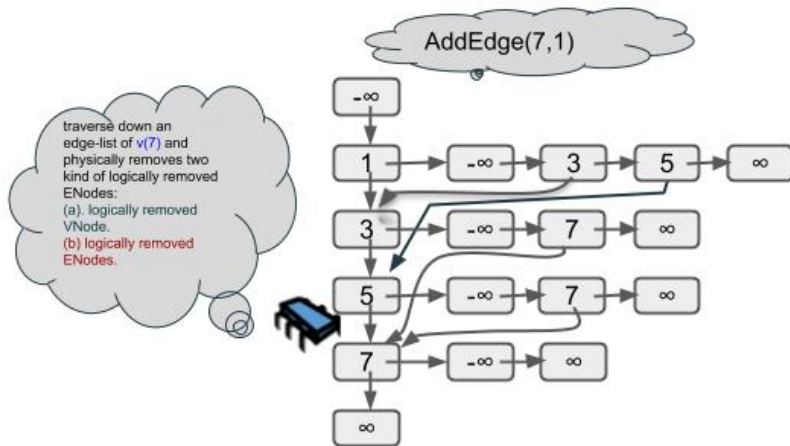 AddEdge(7,1)
-∞
traverse down an
edge-list of v(7) and
physically removes two
kind of logically removed
ENodes:
(a). logically removed
VNode.
(b) logically removed
ENodes.
1 -∞ 3 5 ∞
3 -∞ 7 ∞
5 -∞ 7 ∞
7 -∞ ∞
∞